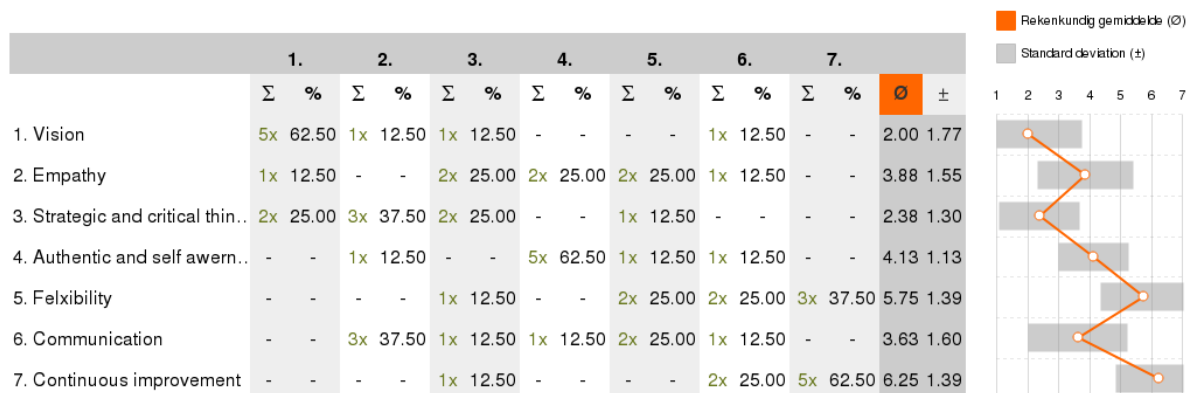 Rekenkundig gemiddelde (Ø)
Standard deviation (±)
1. 2. 3. 4. 5. 6. 7.
Σ % Σ % Σ % Σ % Σ % Σ % Σ % Ø ± 1 2 3 4 5 6 7
1. Vision 5x 62.50 1x 12.50 1x 12.50 - - - - 1x 12.50 - - 2.00 1.77
2. Empathy 1x 12.50 - - 2x 25.00 2x 25.00 2x 25.00 1x 12.50 - - 3.88 1.55
3. Strategic and critical thin.. 2x 25.00 3x 37.50 2x 25.00 - - 1x 12.50 - - - - 2.38 1.30
4. Authentic and self awern.. - - 1x 12.50 - - 5x 62.50 1x 12.50 1x 12.50 - - 4.13 1.13
5. Felxibility - - - - 1x 12.50 - - 2x 25.00 2x 25.00 3x 37.50 5.75 1.39
6. Communication - - 3x 37.50 1x 12.50 1x 12.50 2x 25.00 1x 12.50 - - 3.63 1.60
7. Continuous improvement - - - - 1x 12.50 - - - - 2x 25.00 5x 62.50 6.25 1.39